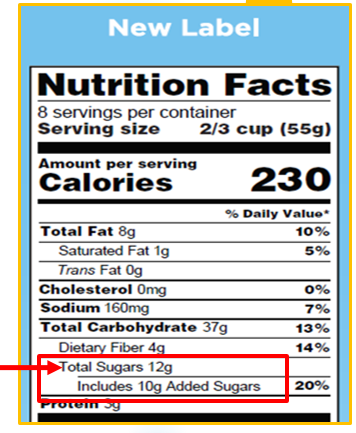 New Label
Nutrition Facts
8 servings per container
Serving size 2/3 cup (55g)
Amount per serving
Calories 230
% Daily Value*
Total Fat 8g 10%
Saturated Fat 1g 5%
Trans Fat 0g
Cholesterol 0mg 0%
Sodium 160mg 7%
Total Carbohydrate 37g 13%
Dietary Fiber 4g 14%
Total Sugars 12g
Includes 10g Added Sugars 20%
Protein 3g